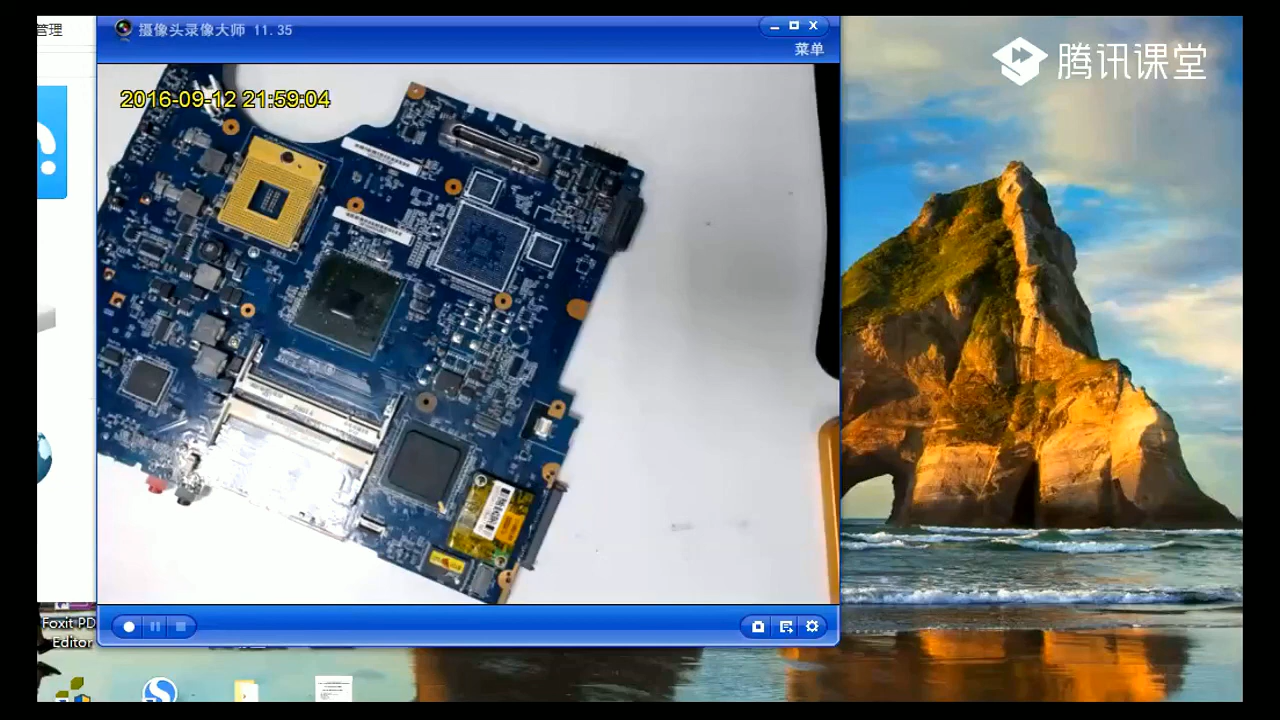 管理
摄像头录像大师 11.35
菜单
腾讯课堂
2016-09-12 21:59:04
Foxit PD
Editor